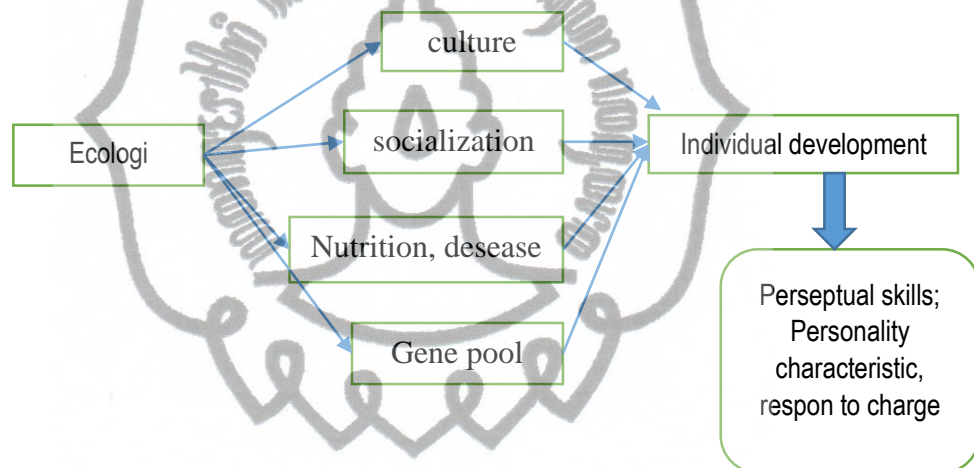 culture
Ecologi
socialization
Individual development
Nutrition, desease
Perseptual skills;
Personality
characteristic,
respon to charge
Gene pool